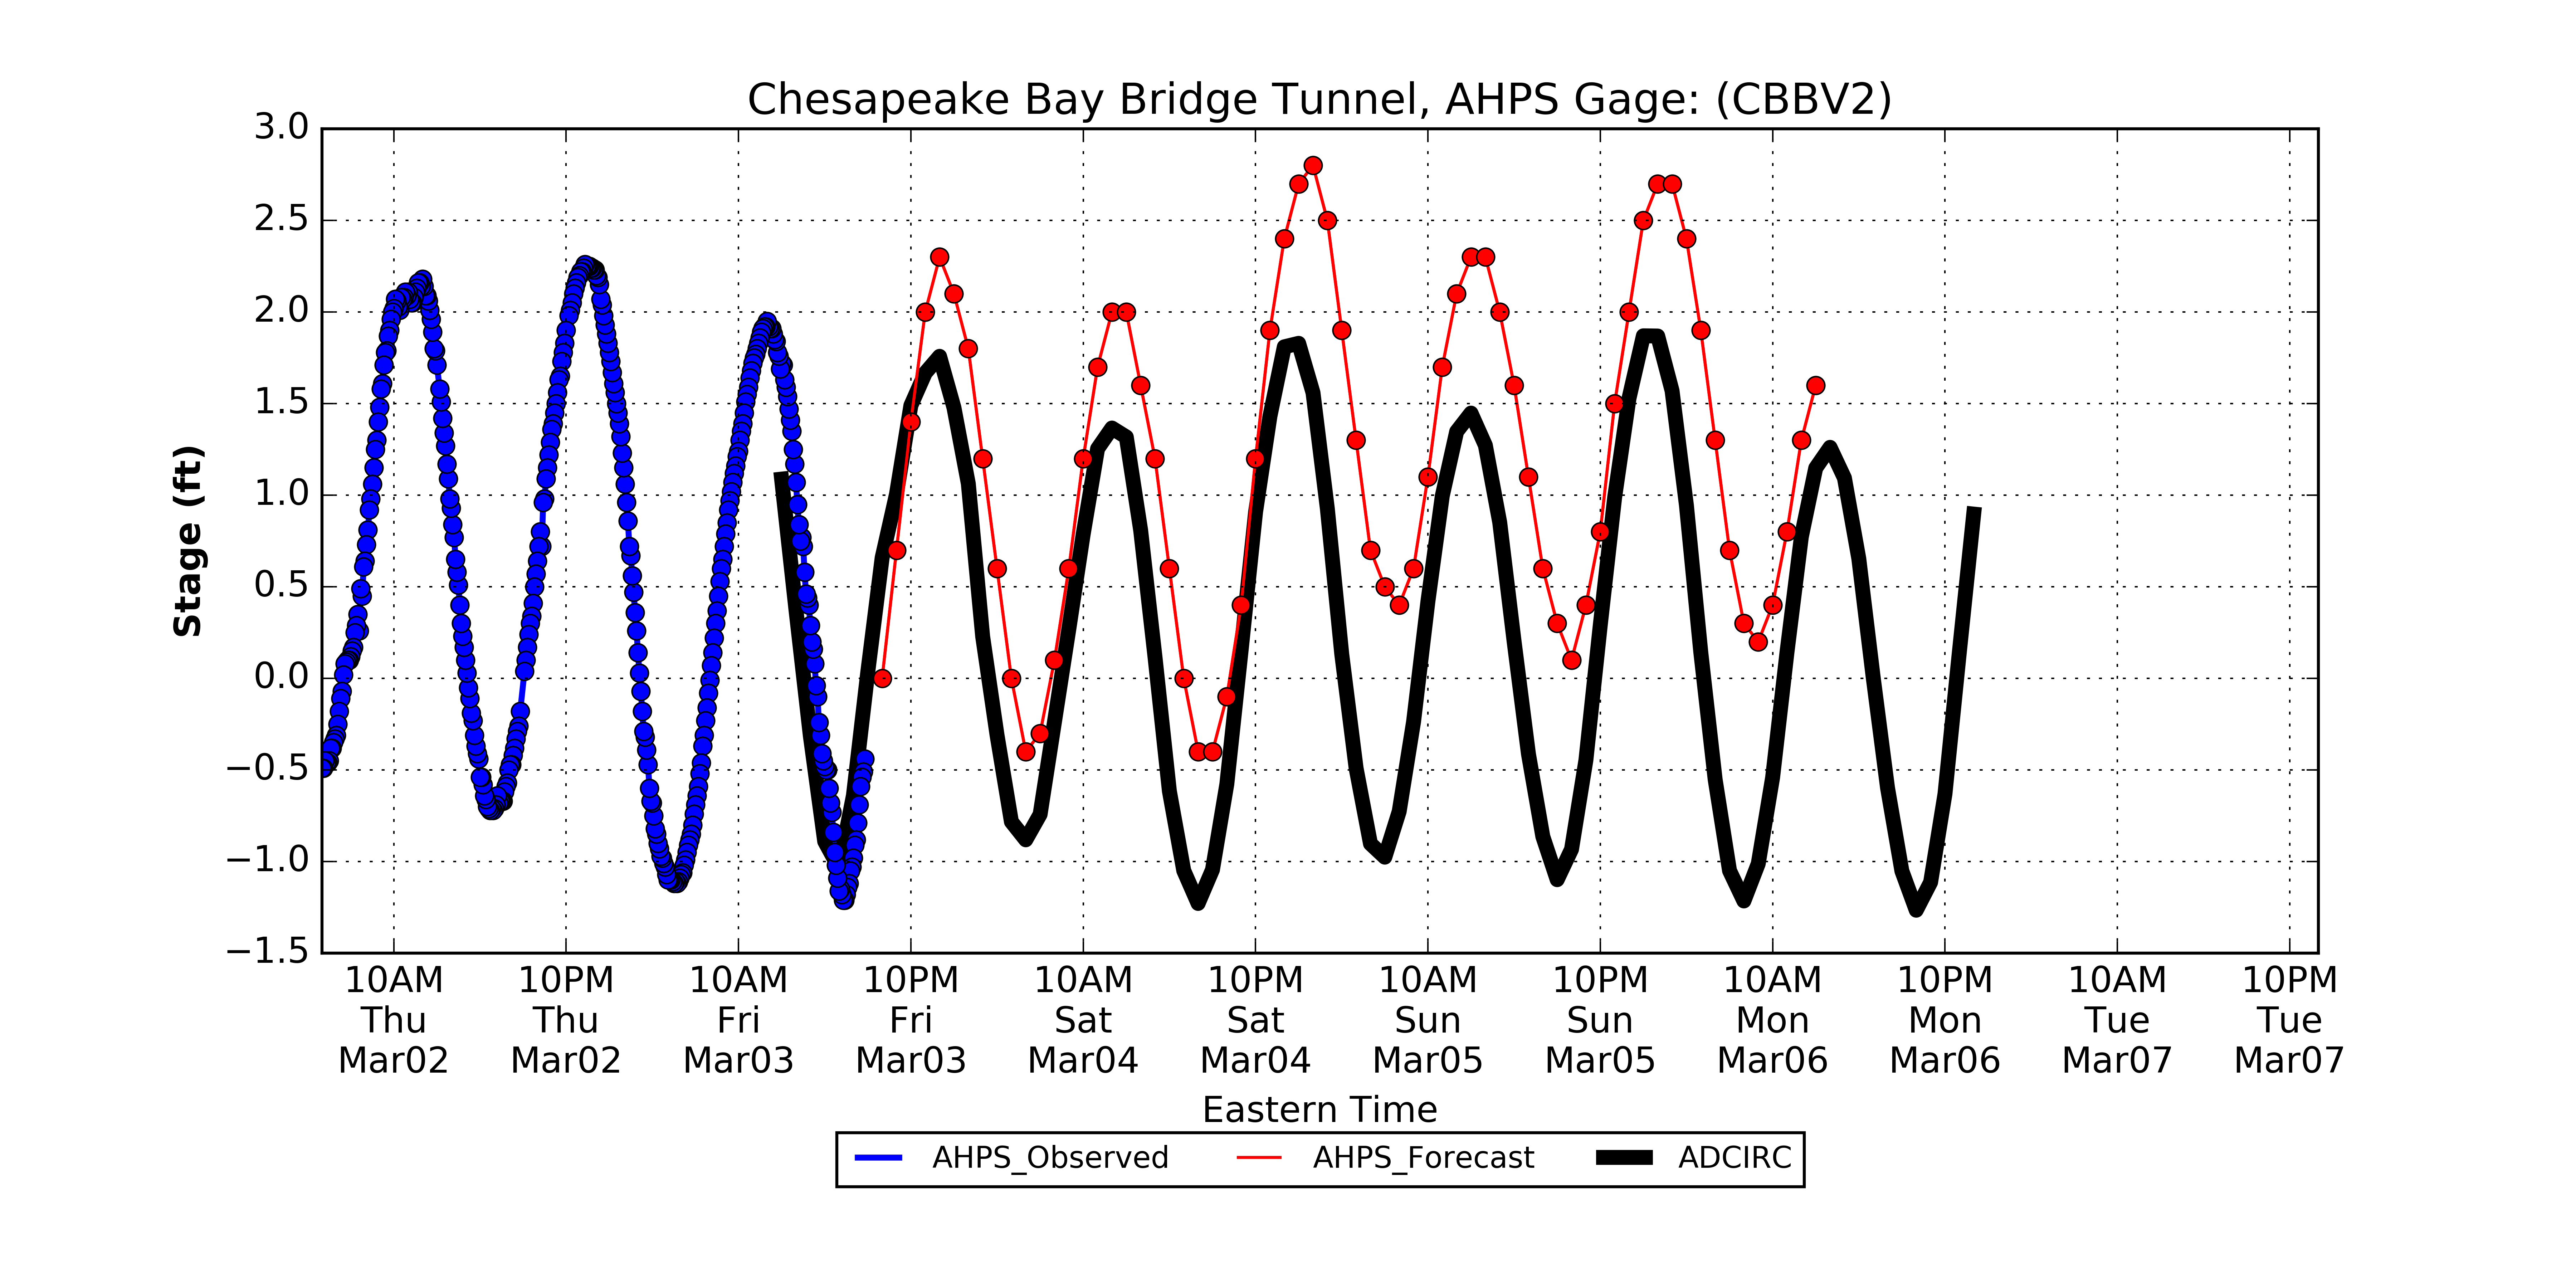 Chesapeake Bay Bridge Tunnel, AHPS Gage: (CBBV2)
3.0
2.5
2.0
1.5
1.0
0.5
0.0
−0.5
−1.0
−1.5
Stage (ft)
10AM 10PM 10AM 10PM 10AM 10PM 10AM 10PM 10AM 10PM 10AM 10PM
Thu Thu Fri Fri Sat Sat Sun Sun Mon Mon Tue Tue
Mar02 Mar02 Mar03 Mar03 Mar04 Mar04 Mar05 Mar05 Mar06 Mar06 Mar07 Mar07
Eastern Time
AHPS_Observed AHPS_Forecast ADCIRC